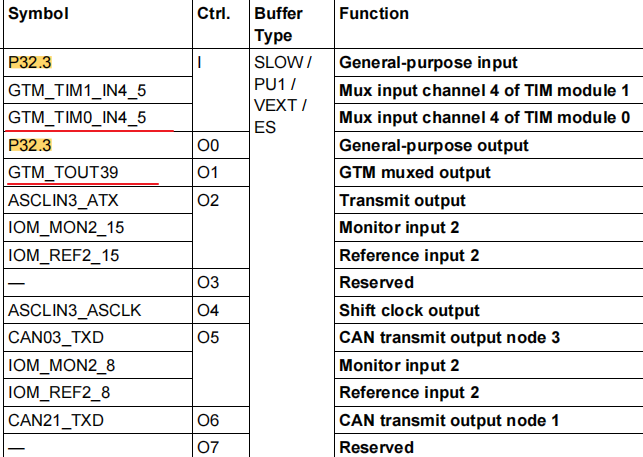 Symbol Ctrl. Buffer Type Function
P32.3 I SLOW / PU1 / VEXT / ES General-purpose input
GTM_TIM1_IN4_5 Mux input channel 4 of TIM module 1
GTM_TIM0_IN4_5 Mux input channel 4 of TIM module 0
P32.3 O0 General-purpose output
GTM_TOUT39 O1 GTM muxed output
ASCLIN3_ATX O2 Transmit output
IOM_MON2_15 Monitor input 2
IOM_REF2_15 Reference input 2
— O3 Reserved
ASCLIN3_ASCLK O4 Shift clock output
CAN03_TXD O5 CAN transmit output node 3
IOM_MON2_8 Monitor input 2
IOM_REF2_8 Reference input 2
CAN21_TXD O6 CAN transmit output node 1
— O7 Reserved